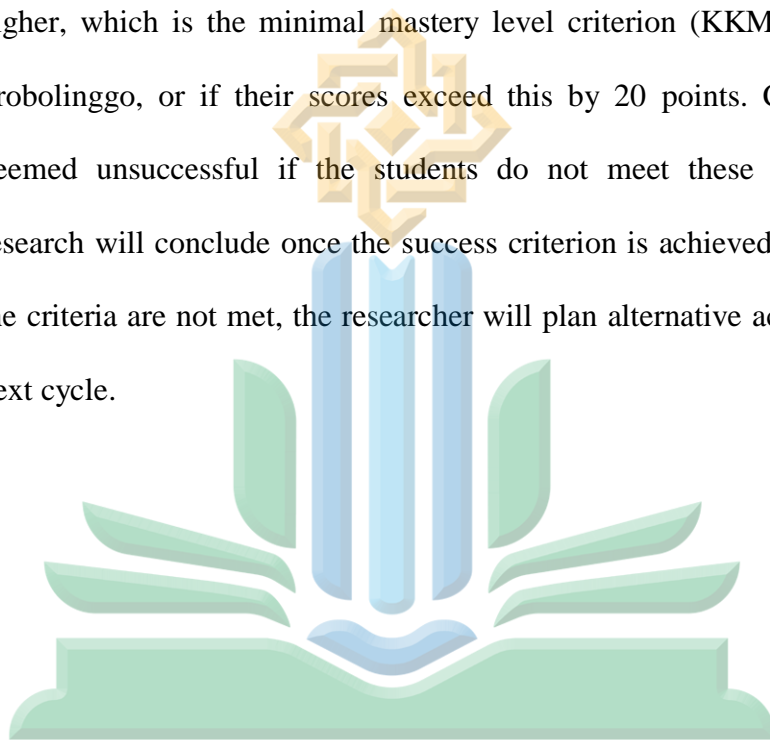 igher, which is the minimal mastery level criterion (KKM
robolinggo, or if their scores exceed this by 20 points.
eemed unsuccessful if the students do not meet these
esearch will conclude once the success criterion is achieved
ne criteria are not met, the researcher will plan alternative
ext cycle.